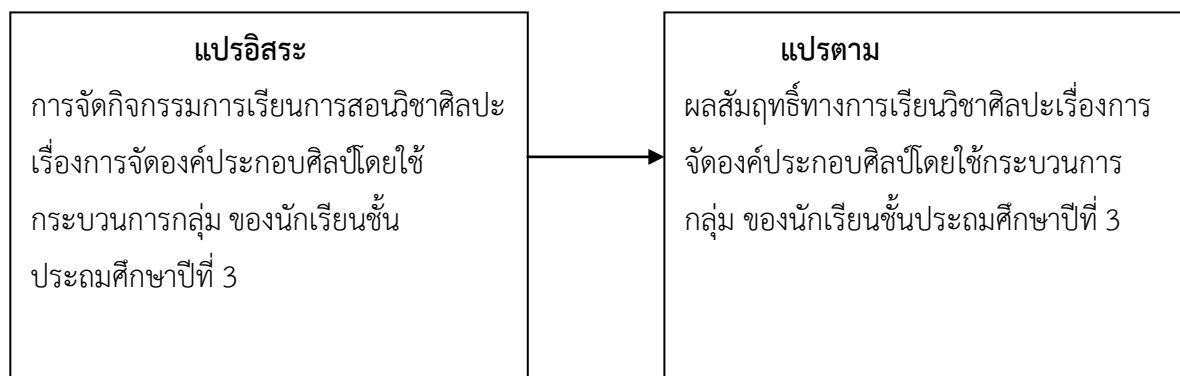 แปรอิสระ
การจัดกิจกรรมการเรียนการสอนวิชาศิลปะ
เรื่องการจัดองค์ประกอบศิลป์โดยใช้
กระบวนการกลุ่ม ของนักเรียนชั้น
ประถมศึกษาปีที่ 3
แปรตาม
ผลสัมฤทธิ์ทางการเรียนวิชาศิลปะเรื่องการ
จัดองค์ประกอบศิลป์โดยใช้กระบวนการ
กลุ่ม ของนักเรียนชั้นประถมศึกษาปีที่ 3